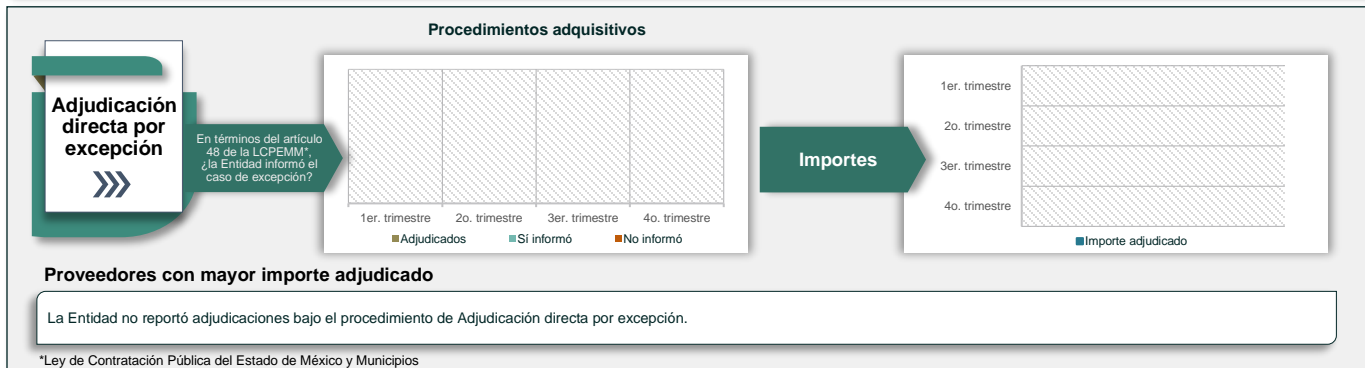 Procedimientos adquisitivos
Adjudicación
directa por
excepción
En términos del artículo
48 de la LCPEMM*,
¿la Entidad informó el
caso de excepción?
1er. trimestre 2o. trimestre 3er. trimestre 4o. trimestre
Adjudicados Sí informó No informó
Importes
1er. trimestre
2o. trimestre
3er. trimestre
4o. trimestre
Importe adjudicado
Proveedores con mayor importe adjudicado
La Entidad no reportó adjudicaciones bajo el procedimiento de Adjudicación directa por excepción.
*Ley de Contratación Pública del Estado de México y Municipios